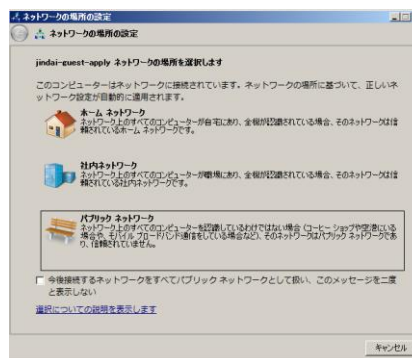 ネットワークの場所の設定
ネットワークの場所の設定
jindai-guest-apply ネットワークの場所を選択します
このコンピューターはネットワークに接続されています。ネットワークの場所に基づいて、正しいネ
ットワーク設定が自動的に適用されます。
ホーム ネットワーク
ネットワーク上のすべてのコンピューターが自宅にあり、全機が認識されている場合、そのネットワークは信
頼されているホーム ネットワークです。
社内ネットワーク
ネットワーク上のすべてのコンピューターが職場にあり、全機が認識されている場合、そのネットワークは信
頼されている社内ネットワークです。
パブリック ネットワーク
ネットワーク上のすべてのコンピューターを認識しているわけではない場合 (コーヒー ショップや空港にいる
場合や、モバイル ブロードバンド通信をしている場合など)、そのネットワークはパブリック ネットワークであ
り、信頼されていません。
今後接続するネットワークをすべてパブリック ネットワークとして扱い、このメッセージを二度
と表示しない
選択についての説明を表示します
キャンセル